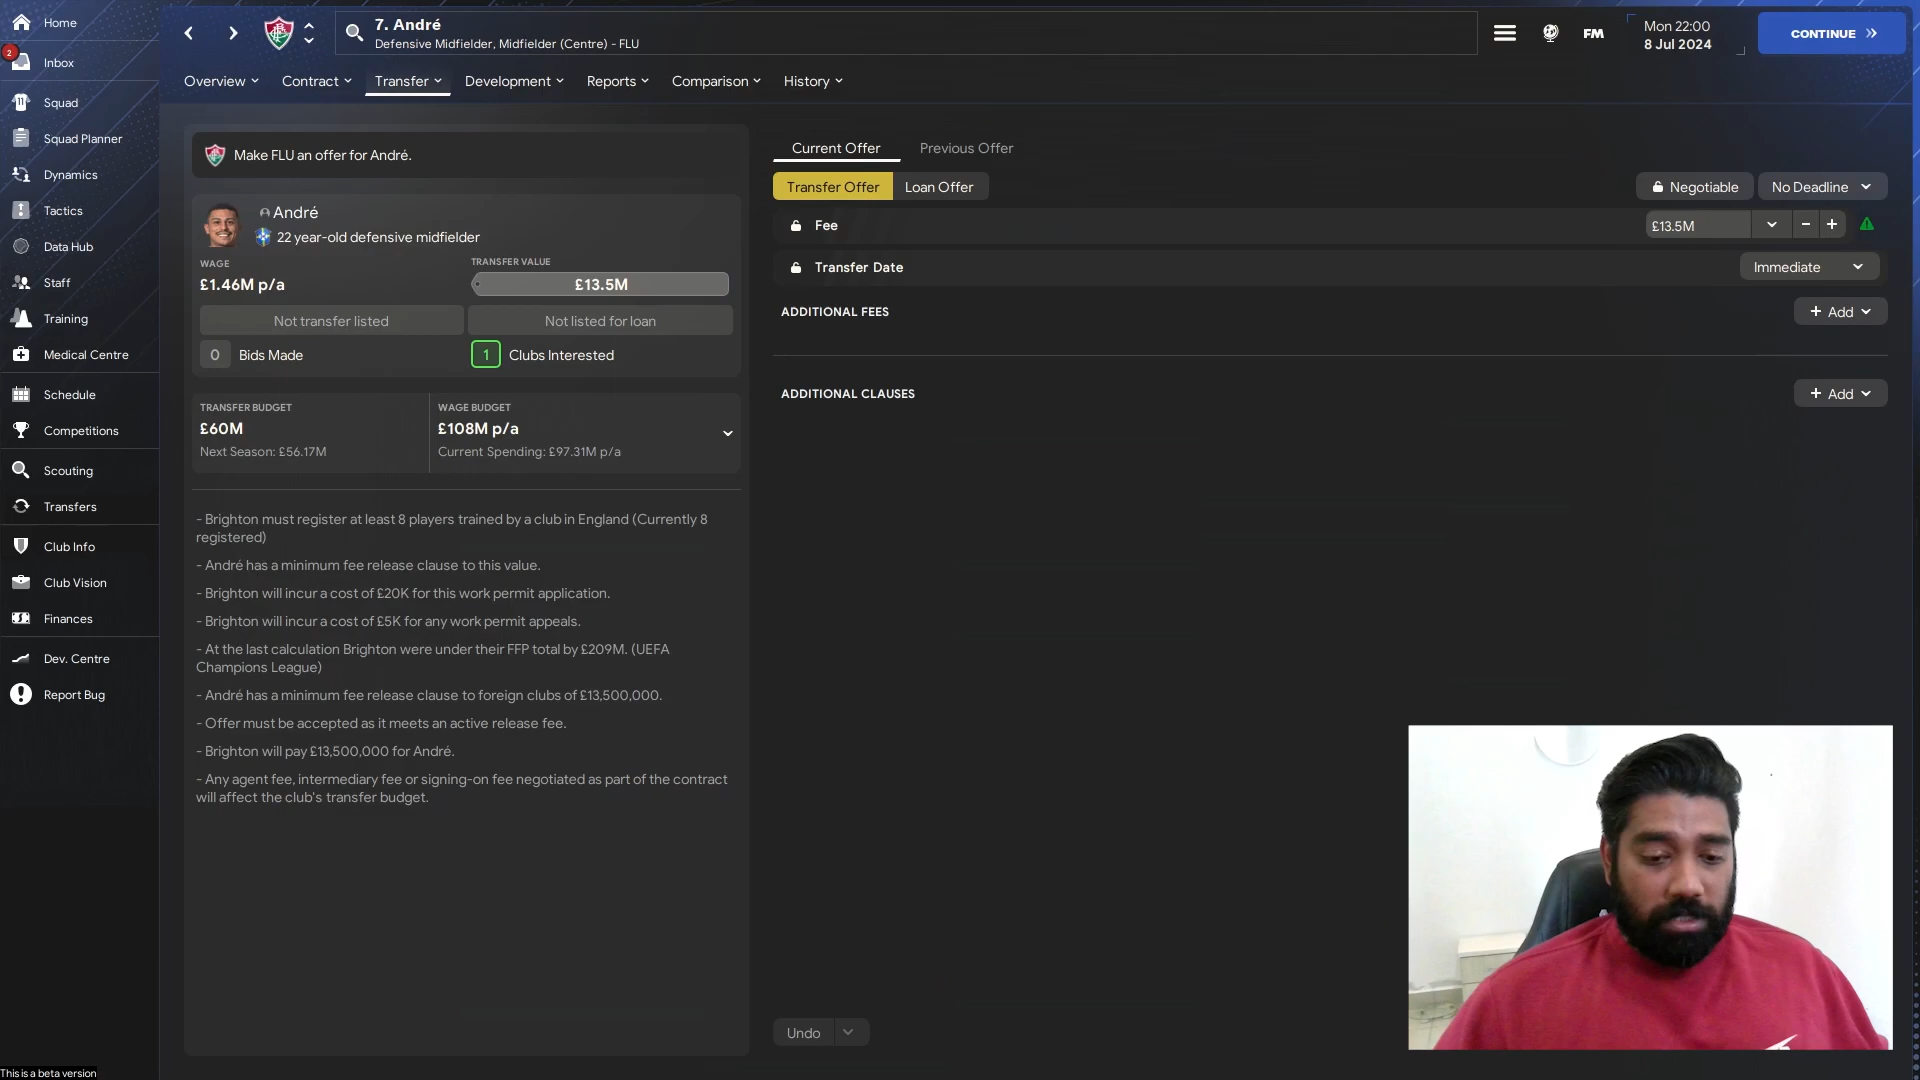 Home
2
Inbox
Squad
Squad Planner
Dynamics
Tactics
Data Hub
Staff
Training
Medical Centre
Schedule
Competitions
Scouting
Transfers
Club Info
Club Vision
Finances
Dev. Centre
Report Bug
This is a beta version
7. André
Defensive Midfielder, Midfielder (Centre) - FLU
FM
Mon 22:00
8 Jul 2024
CONTINUE
Overview
Contract
Transfer
Development
Reports
Comparison
History
Make FLU an offer for André.
André
22 year-old defensive midfielder
WAGE
£1.46M p/a
TRANSFER VALUE
£13.5M
Not transfer listed
Not listed for loan
0 Bids Made
1 Clubs Interested
TRANSFER BUDGET
£60M
Next Season: £56.17M
WAGE BUDGET
£108M p/a
Current Spending: £97.31M p/a
- Brighton must register at least 8 players trained by a club in England (Currently 8
registered)
- André has a minimum fee release clause to this value.
- Brighton will incur a cost of £20K for this work permit application.
- Brighton will incur a cost of £5K for any work permit appeals.
- At the last calculation Brighton were under their FFP total by £209M. (UEFA
Champions League)
- André has a minimum fee release clause to foreign clubs of £13,500,000.
- Offer must be accepted as it meets an active release fee.
- Brighton will pay £13,500,000 for André.
- Any agent fee, intermediary fee or signing-on fee negotiated as part of the contract
will affect the club's transfer budget.
Current Offer
Previous Offer
Transfer Offer
Loan Offer
Negotiable
No Deadline
Fee
£13.5M
Transfer Date
Immediate
ADDITIONAL FEES
+ Add
ADDITIONAL CLAUSES
+ Add
Undo